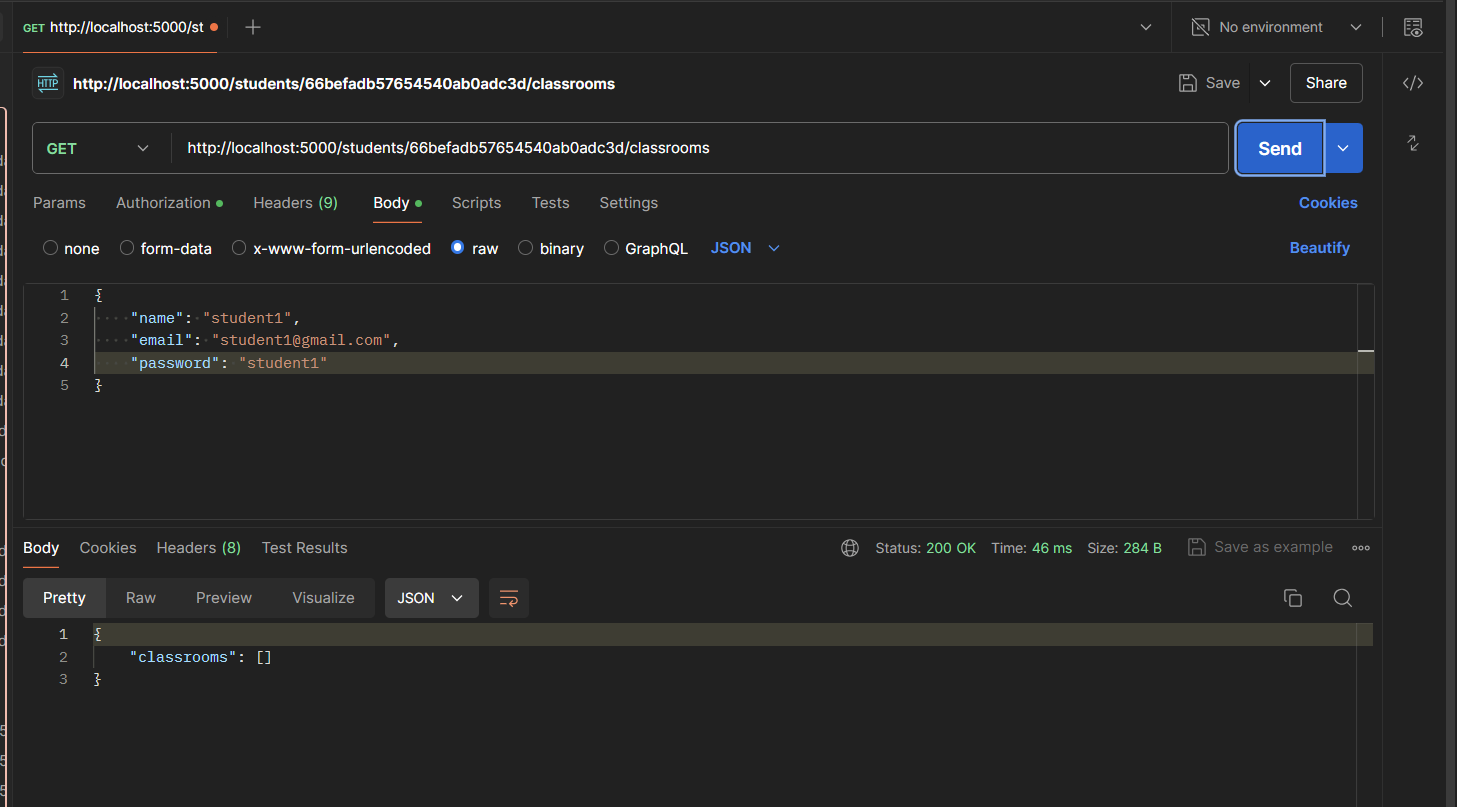 GET http://localhost:5000/st
No environment
HTTP http://localhost:5000/students/66befadb57654540ab0adc3d/classrooms
Save
Share
GET
http://localhost:5000/students/66befadb57654540ab0adc3d/classrooms
Send
Params Authorization Headers (9) Body Scripts Tests Settings Cookies
none form-data x-www-form-urlencoded raw binary GraphQL JSON Beautify
1 {
2 "name": "student1",
3 "email": "student1@gmail.com",
4 "password": "student1"
5 }
Body Cookies Headers (8) Test Results Status: 200 OK Time: 46 ms Size: 284 B Save as example
Pretty Raw Preview Visualize JSON
1 {
2 "classrooms": []
3 }